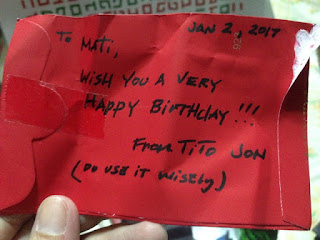 JAN 2, 2017
To MATi,
WiSH YOU A VERY
HAPPY BiRTHDAY!!!
From TiTO JON
(DO USE iT WiSELY)